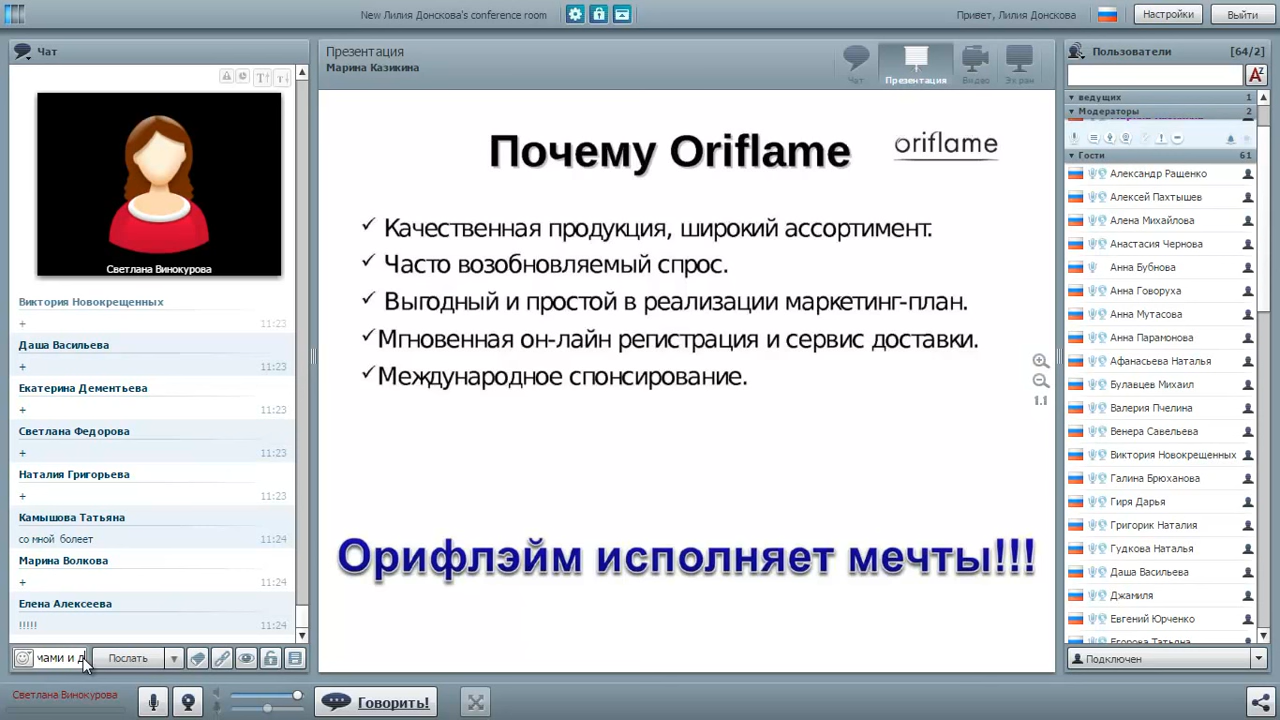 New Лилия Донскова's conference room
Привет, Лилия Донскова
Настройки
Выйти
Чат
Светлана Винокурова
Виктория Новокрещенных
+ 11:23
Даша Васильева
+ 11:23
Екатерина Дементьева
+ 11:23
Светлана Федорова
+ 11:23
Наталия Григорьева
+ 11:23
Камышова Татьяна
со мной болеет 11:24
Марина Волкова
+ 11:24
Елена Алексеева
!!!!! 11:24
мами и д
Послать
Светлана Винокурова
Говорить!
Презентация
Марина Казикина
Чат
Презентация
Видео
Экран
Почему Oriflame
oriflame
✓ Качественная продукция, широкий ассортимент.
✓ Часто возобновляемый спрос.
✓ Выгодный и простой в реализации маркетинг-план.
✓ Мгновенная он-лайн регистрация и сервис доставки.
✓ Международное спонсирование.
1.1
Орифлэйм исполняет мечты!!!
Пользователи [64/2]
ведущих 1
Модераторы 2
Гости 61
Александр Ращенко
Алексей Пахтышев
Алена Михайлова
Анастасия Чернова
Анна Бубнова
Анна Говоруха
Анна Мутасова
Анна Парамонова
Афанасьева Наталья
Булавцев Михаил
Валерия Пчелина
Венера Савельева
Виктория Новокрещенных
Галина Брюханова
Гиря Дарья
Григорик Наталия
Гудкова Наталья
Даша Васильева
Джамиля
Евгений Юрченко
Егорова Татьяна
Подключен